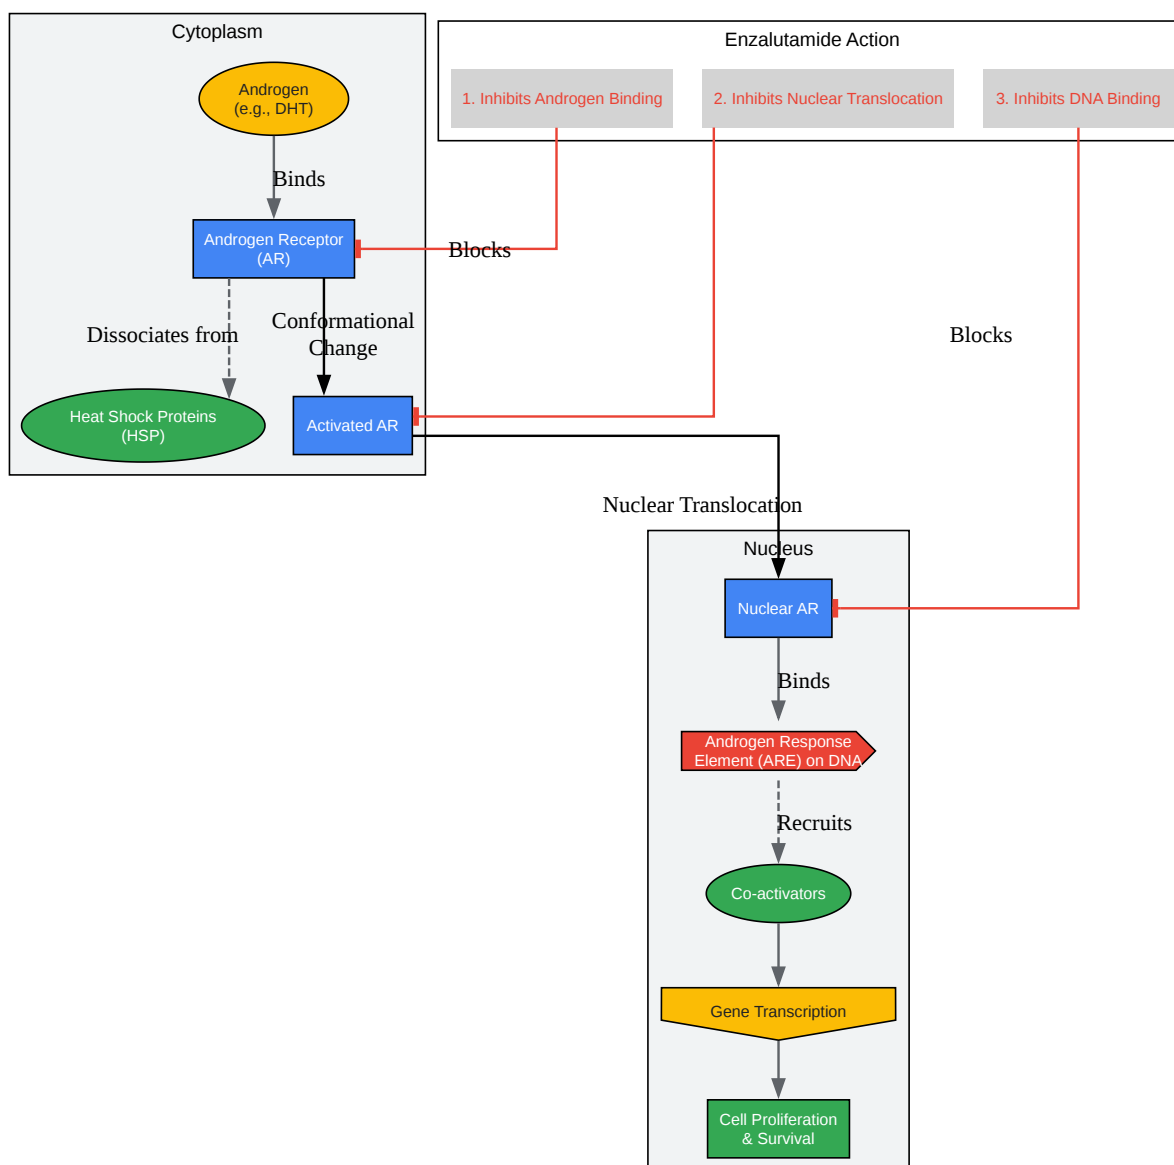 Cytoplasm
Enzalutamide Action
Androgen
(e.g., DHT)
1. Inhibits Androgen Binding
2. Inhibits Nuclear Translocation
3. Inhibits DNA Binding
Binds
Androgen Receptor
(AR)
Blocks
Dissociates from
Conformational
Change
Blocks
Heat Shock Proteins
(HSP)
Activated AR
Nuclear Translocation
Nucleus
Nuclear AR
Binds
Androgen Response
Element (ARE) on DNA
Recruits
Co-activators
Gene Transcription
Cell Proliferation
& Survival